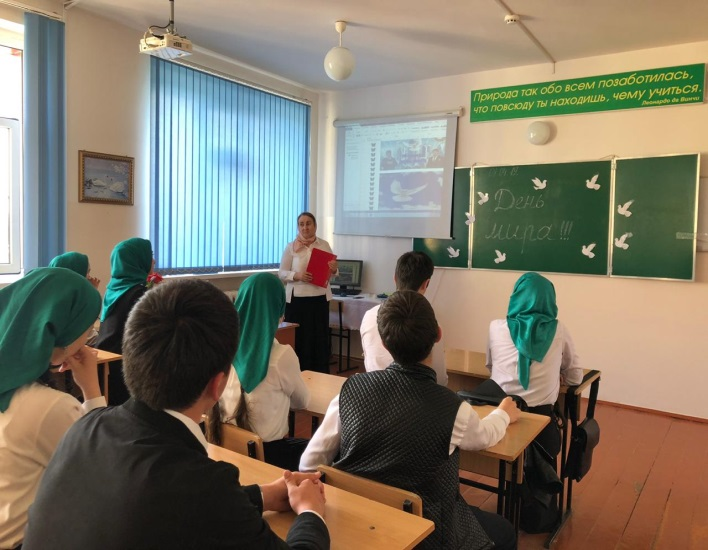 Природа так обо всем позаботилась,
что повсюду ты находишь, чему учиться.
Леонардо да Винчи
День
мира!!!